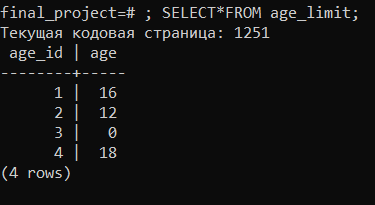 final_project=# ; SELECT*FROM age_limit;
Текущая кодовая страница: 1251
 age_id | age
--------+-----
      1 |  16
      2 |  12
      3 |   0
      4 |  18
(4 rows)